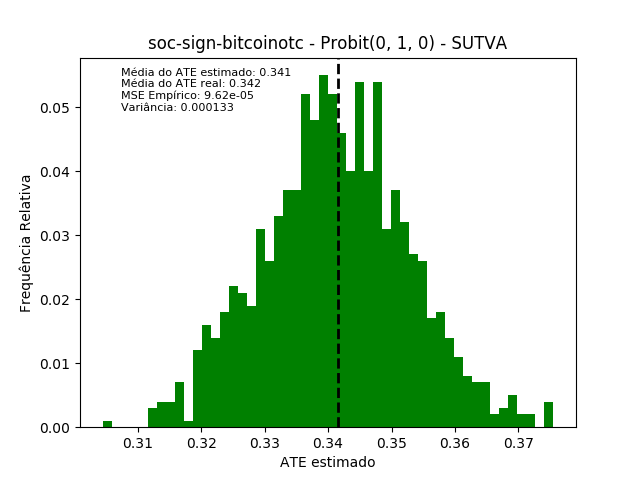 soc-sign-bitcoinotc - Probit(0, 1, 0) - SUTVA
Média do ATE estimado: 0.341
Média do ATE real: 0.342
MSE Empírico: 9.62e-05
Variância: 0.000133
Frequência Relativa
0.05
0.04
0.03
0.02
0.01
0.00
0.31 0.32 0.33 0.34 0.35 0.36 0.37
ATE estimado